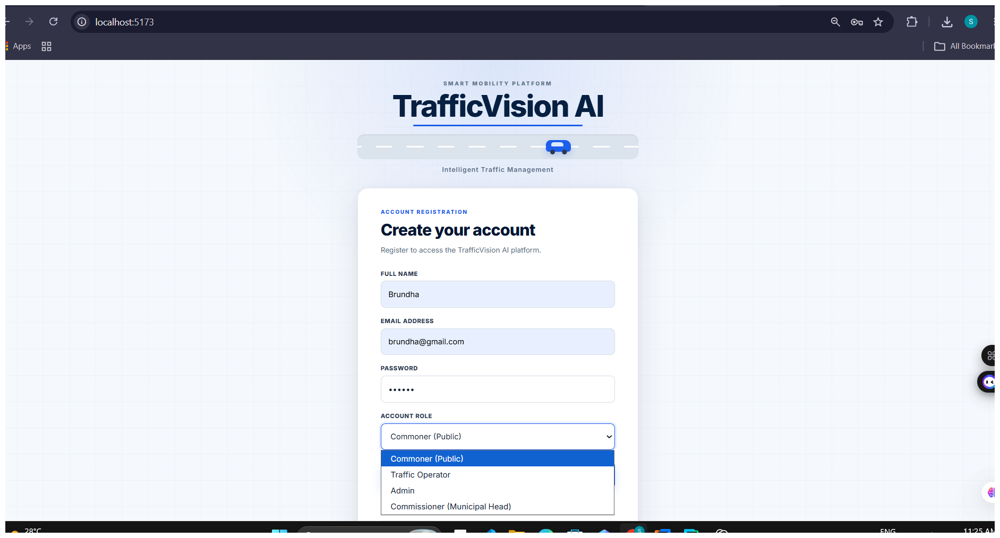 localhost:5173
S
Apps
All Bookmar
SMART MOBILITY PLATFORM
TrafficVision AI
Intelligent Traffic Management
ACCOUNT REGISTRATION
Create your account
Register to access the TrafficVision AI platform.
FULL NAME
Brundha
EMAIL ADDRESS
brundha@gmail.com
PASSWORD
••••••
ACCOUNT ROLE
Commoner (Public)
Commoner (Public)
Traffic Operator
Admin
Commissioner (Municipal Head)
28°C
S
ENG
11:25 AM